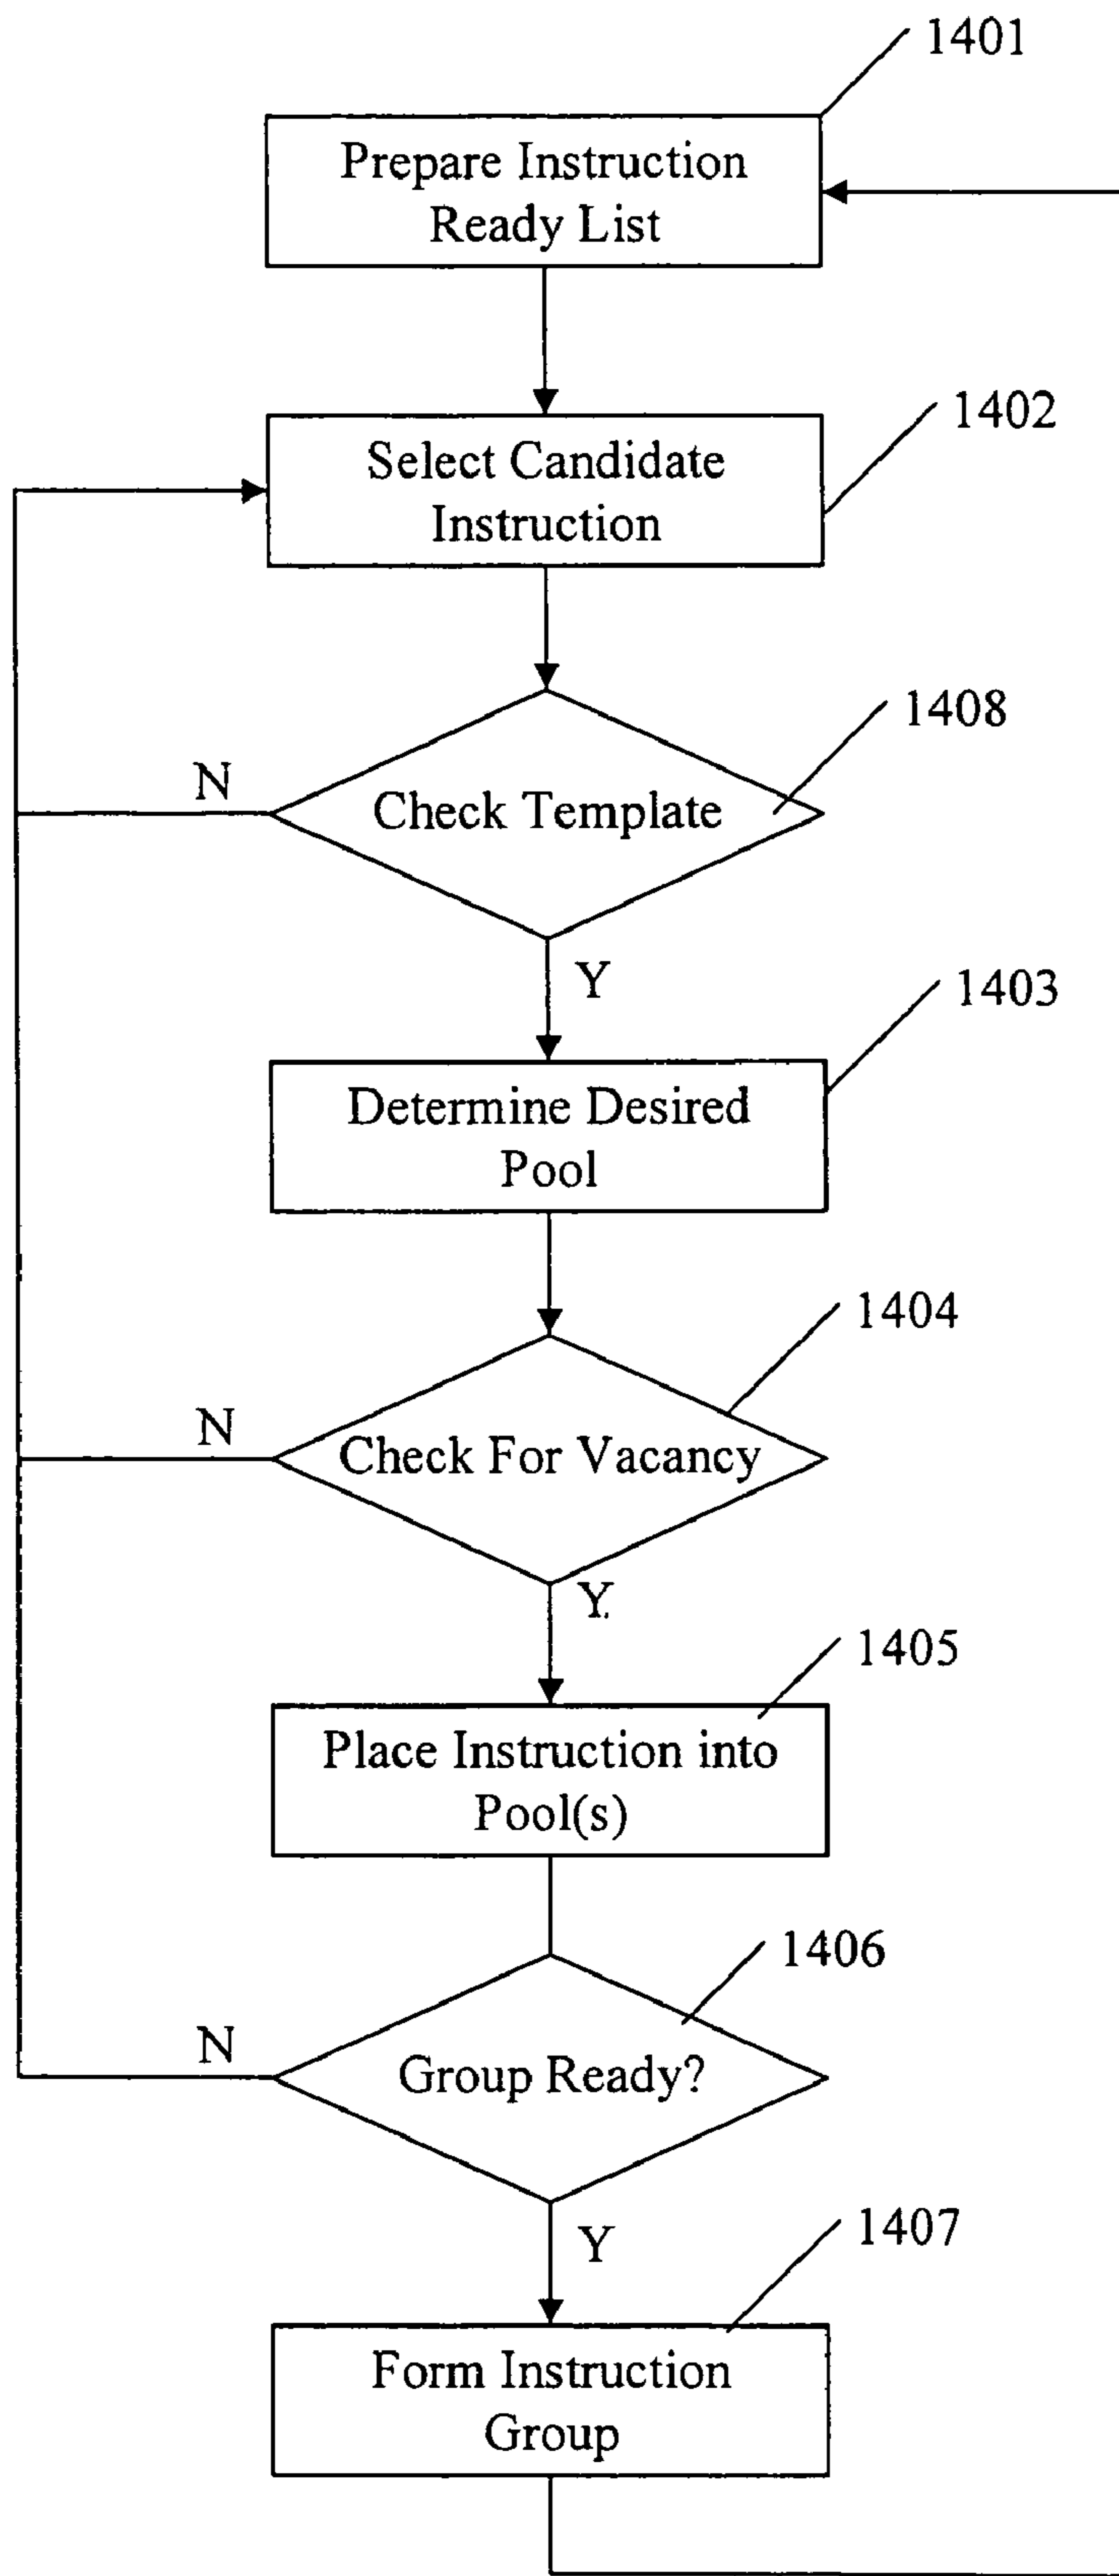 1401
Prepare Instruction
Ready List
1402
Select Candidate
Instruction
1408
N
Check Template
Y
1403
Determine Desired
Pool
1404
N
Check For Vacancy
Y
1405
Place Instruction into
Pool(s)
1406
N
Group Ready?
Y
1407
Form Instruction
Group